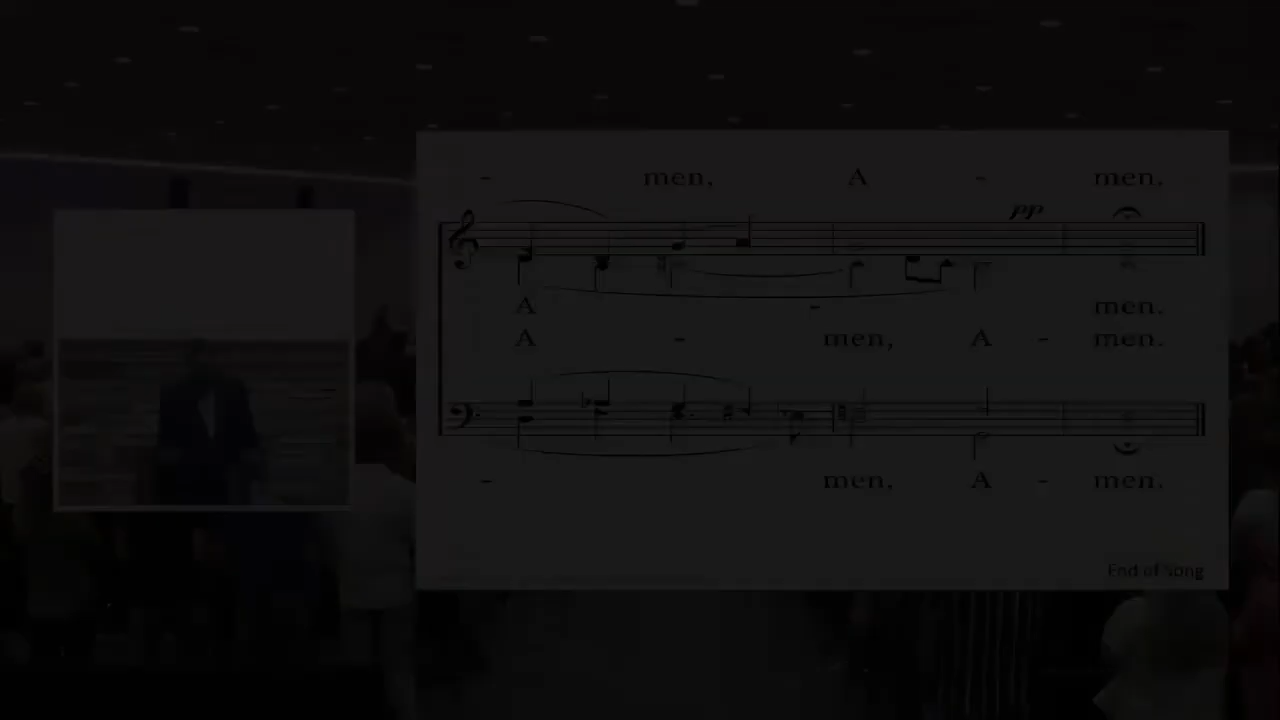 - men, A - men.
pp
A - men.
A - men, A - men.
- men, A - men.
End of Song